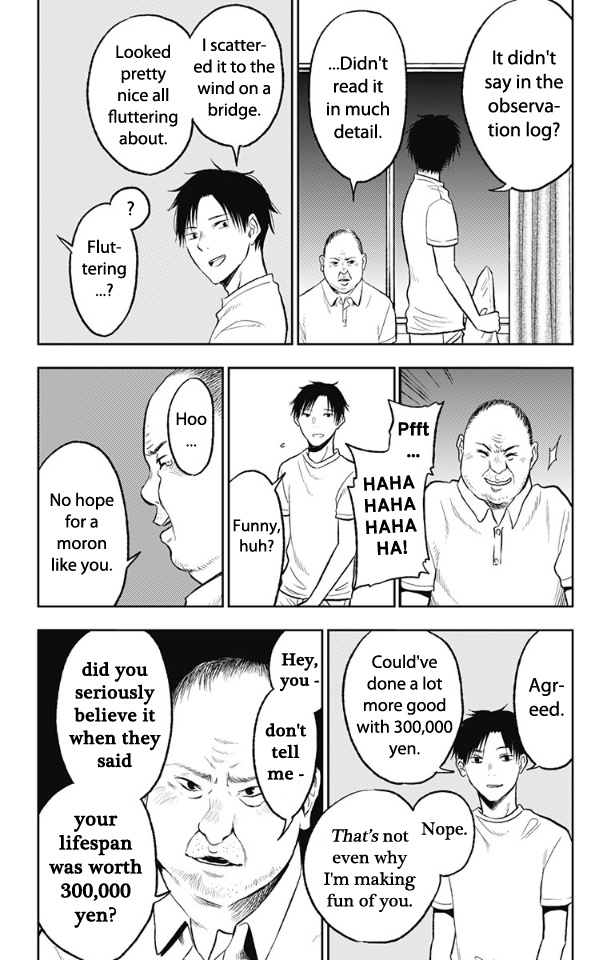 It didn't
say in the
observa-
tion log?
...Didn't
read it
in much
detail.
I scatter-
ed it to the
wind on a
bridge.
Looked
pretty
nice all
fluttering
about.
?
Flut-
tering
...?
Pfft
...
HAHA
HAHA
HAHA
HA!
Funny,
huh?
Hoo
...
No hope
for a
moron
like you.
Agr-
eed.
Could've
done a lot
more good
with 300,000
yen.
Nope.
That's not
even why
I'm making
fun of you.
Hey,
you -
don't
tell
me -
did you
seriously
believe it
when they
said
your
lifespan
was worth
300,000
yen?